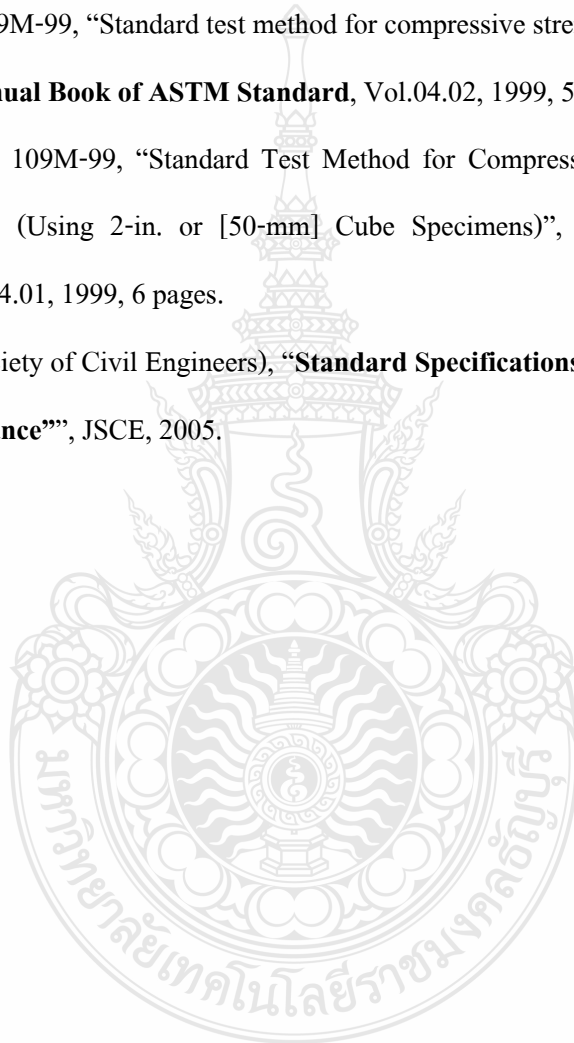 9M-99, “Standard test method for compressive stre
nual Book of ASTM Standard, Vol.04.02, 1999, 5
109M-99, “Standard Test Method for Compress
(Using 2-in. or [50-mm] Cube Specimens)”,
4.01, 1999, 6 pages.
iety of Civil Engineers), “Standard Specifications
ance””, JSCE, 2005.
มหาวิทยาลัยเทคโนโลยีราชมงคลธัญบุรี